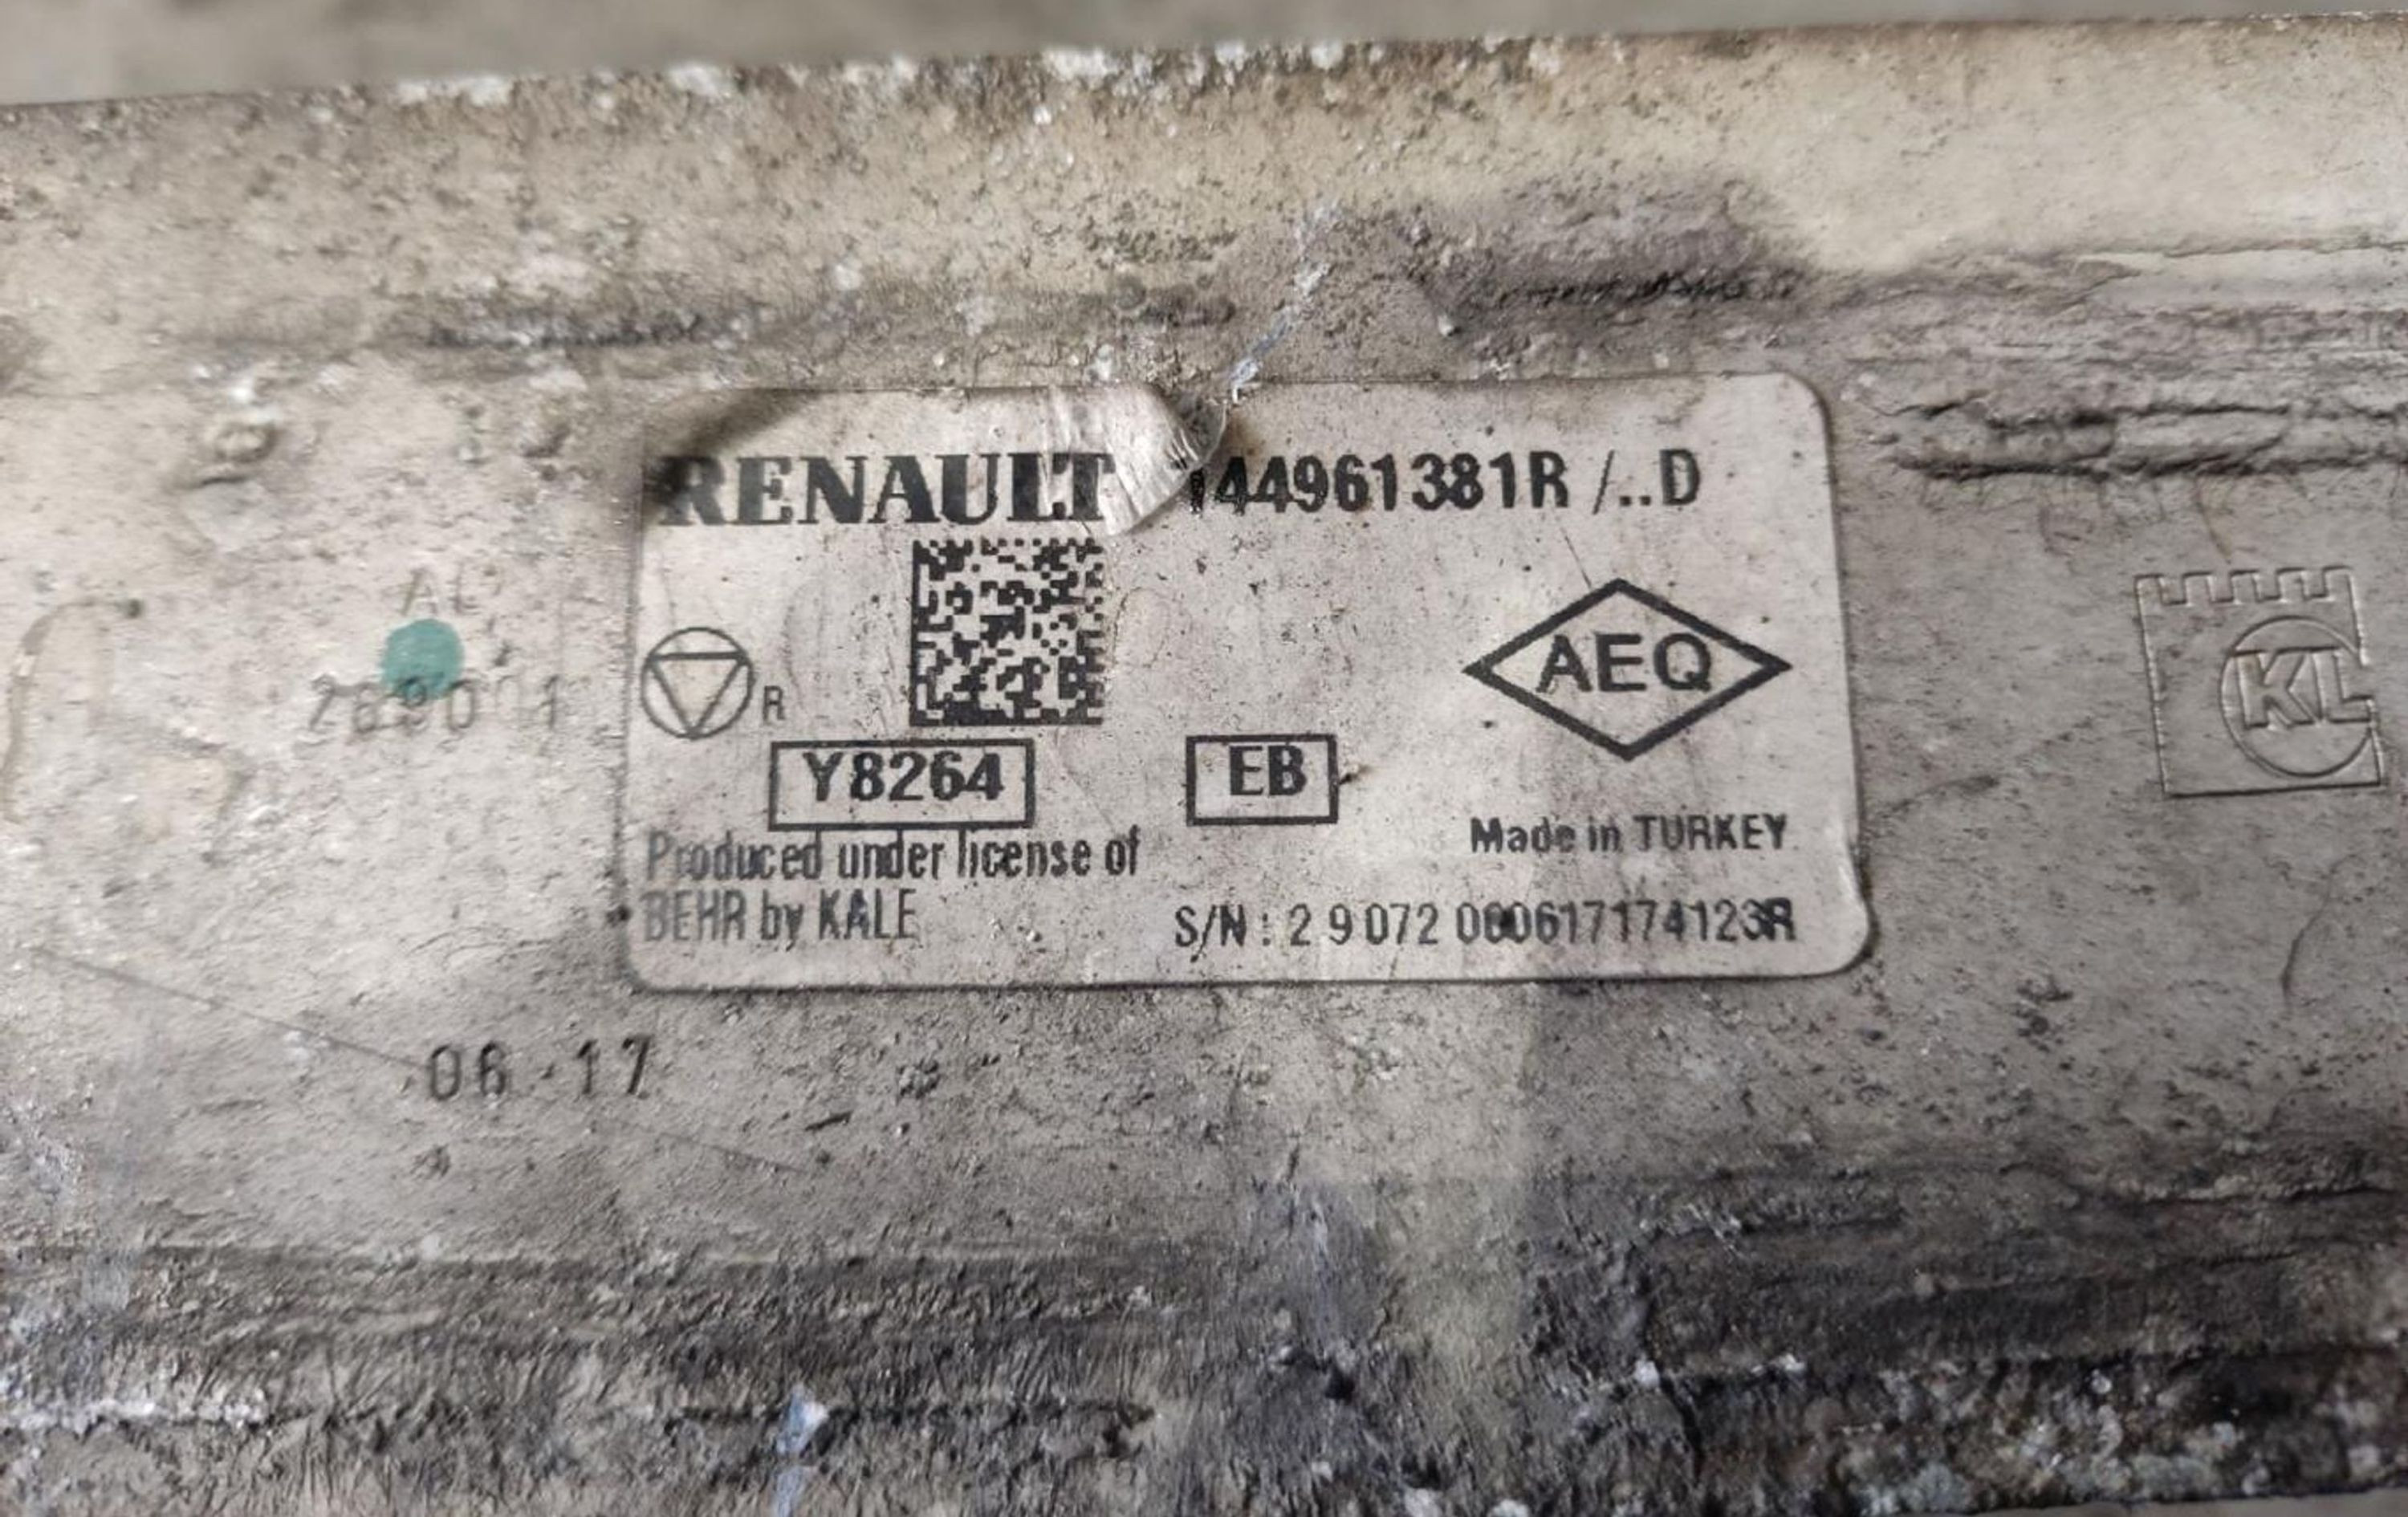 RENAULT 144961381R /..D
AEQ
R
KL
Y8264
EB
Made in TURKEY
Produced under license of
BEHR by KALE
S/N : 2 9 072 000617174123R
06-17